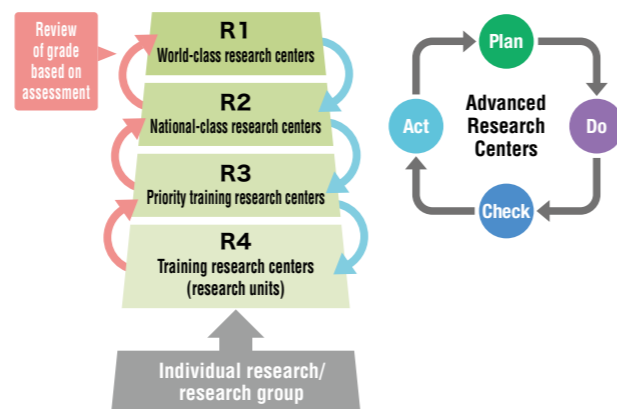 Review
of grade
based on
assessment
R1
World-class research centers
R2
National-class research centers
R3
Priority training research centers
R4
Training research centers
(research units)
Individual research/
research group
Plan
Advanced
Research
Centers
Act
Do
Check